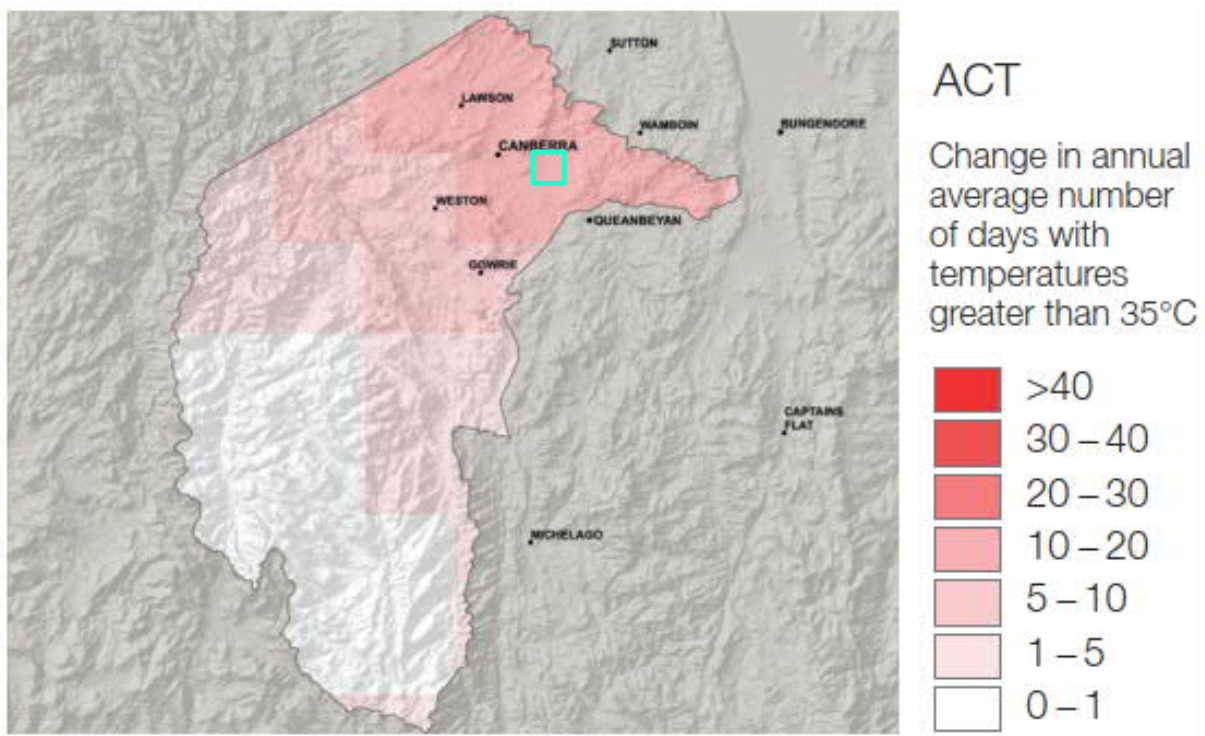 SUTTON
LAWSON
WAMBOIN
BUNGENDORE
CANBERRA
WESTON
QUEANBEYAN
GOWRIE
CAPTAINS
FLAT
MICHELAGO
ACT
Change in annual
average number
of days with
temperatures
greater than 35°C
>40
30 – 40
20 – 30
10 – 20
5 – 10
1 – 5
0 – 1